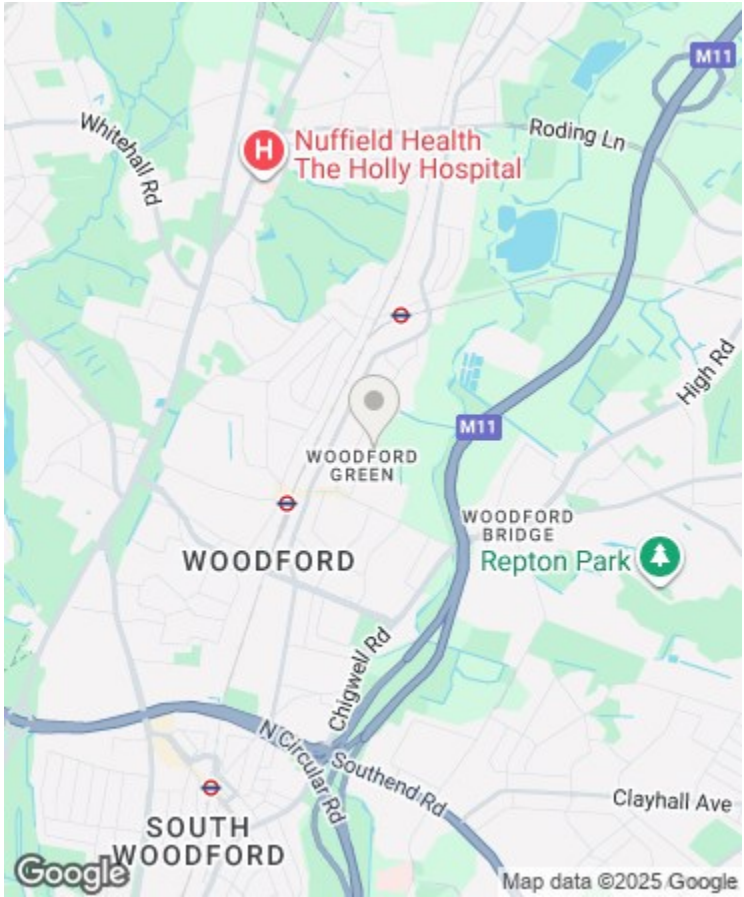 M11
Whitehall Rd
Roding Ln
H
Nuffield Health
The Holly Hospital
High Rd
M11
WOODFORD
GREEN
WOODFORD
BRIDGE
WOODFORD
Repton Park
Chigwell Rd
N Circular Rd
Southend Rd
Clayhall Ave
SOUTH
WOODFORD
Google
Map data ©2025 Google